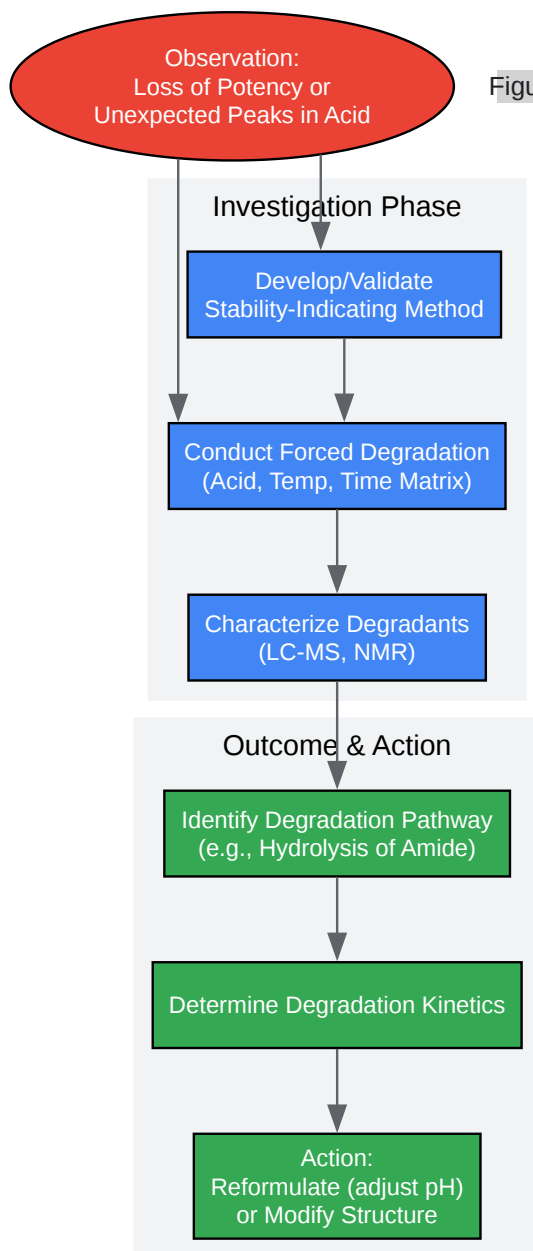 Observation:
Loss of Potency or
Unexpected Peaks in Acid
Investigation Phase
Develop/Validate
Stability-Indicating Method
Conduct Forced Degradation
(Acid, Temp, Time Matrix)
Characterize Degradants
(LC-MS, NMR)
Outcome & Action
Identify Degradation Pathway
(e.g., Hydrolysis of Amide)
Determine Degradation Kinetics
Action:
Reformulate (adjust pH)
or Modify Structure